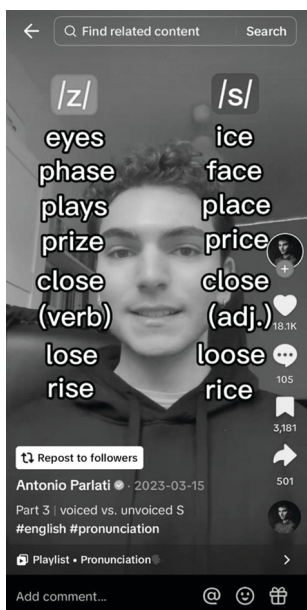 Find related content Search
/z/ /s/
eyes ice
phase face
plays place
prize price
close close
(verb) (adj.)
lose loose
rise rice
18.1K
105
3,181
501
Repost to followers
Antonio Parlati · 2023-03-15
Part 3 | voiced vs. unvoiced S
#english #pronunciation
Playlist • Pronunciation
Add comment...